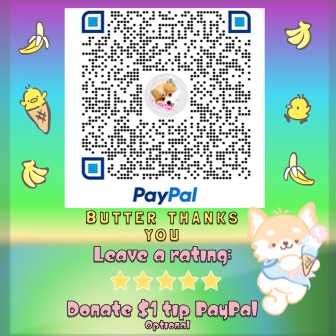 PayPal
BUTTER THANKS
YOU
Leave a rating:
Donate $1 tip PayPal
Optional